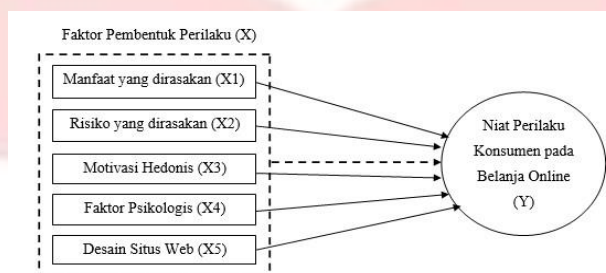 Faktor Pembentuk Perilaku (X)
Manfaat yang dirasakan (X1)
Risiko yang dirasakan (X2)
Motivasi Hedonis (X3)
Faktor Psikologis (X4)
Desain Situs Web (X5)
Niat Perilaku
Konsumen pada
Belanja Online
(Y)